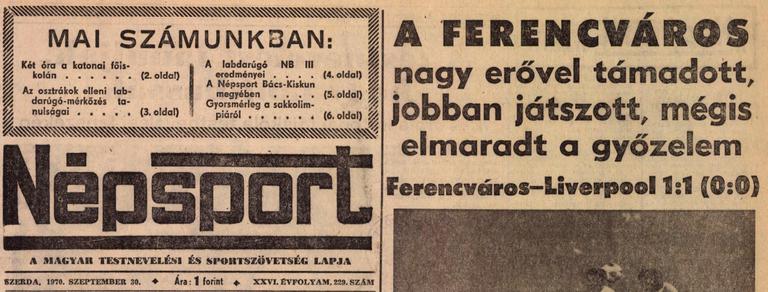 MAI SZÁMUNKBAN:
Két óra a katonai főis-
kolán . . . . . . (2. oldal)
Az osztrákok elleni lab-
darúgó-mérkőzés ta-
nulságai . . . . . (3. oldal)
A labdarúgó NB III
eredményei . . . . (4. oldal)
A Népsport Bács-Kiskun
megyében . . . . (5. oldal)
Gyorsmérleg a sakkolim-
piáról . . . . . (6. oldal)
Népsport
A MAGYAR TESTNEVELÉSI ÉS SPORTSZÖVETSÉG LAPJA
SZERDA, 1970. SZEPTEMBER 30. ♦ Ára: 1 forint ♦ XXVI. ÉVFOLYAM, 229. SZÁM
A FERENCVÁROS
nagy erővel támadott,
jobban játszott, mégis
elmaradt a győzelem
Ferencváros—Liverpool 1:1 (0:0)